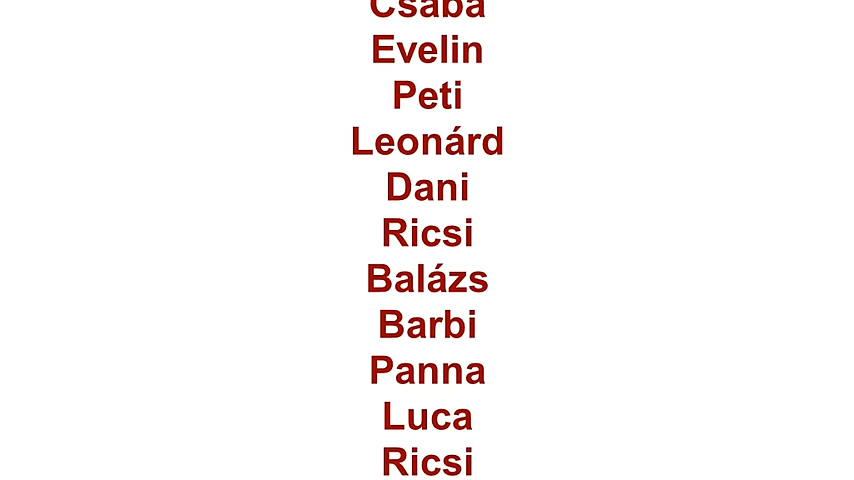 Csaba
Evelin
Peti
Leonárd
Dani
Ricsi
Balázs
Barbi
Panna
Luca
Ricsi